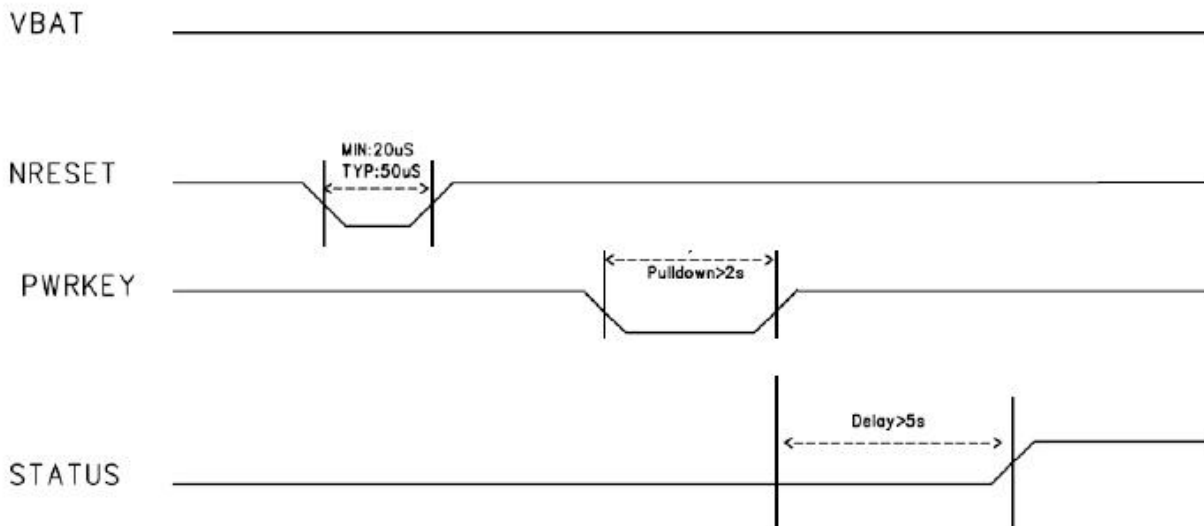 VBAT
MIN:20uS
TYP:50uS
NRESET
Pulldown>2s
PWRKEY
Delay>5s
STATUS